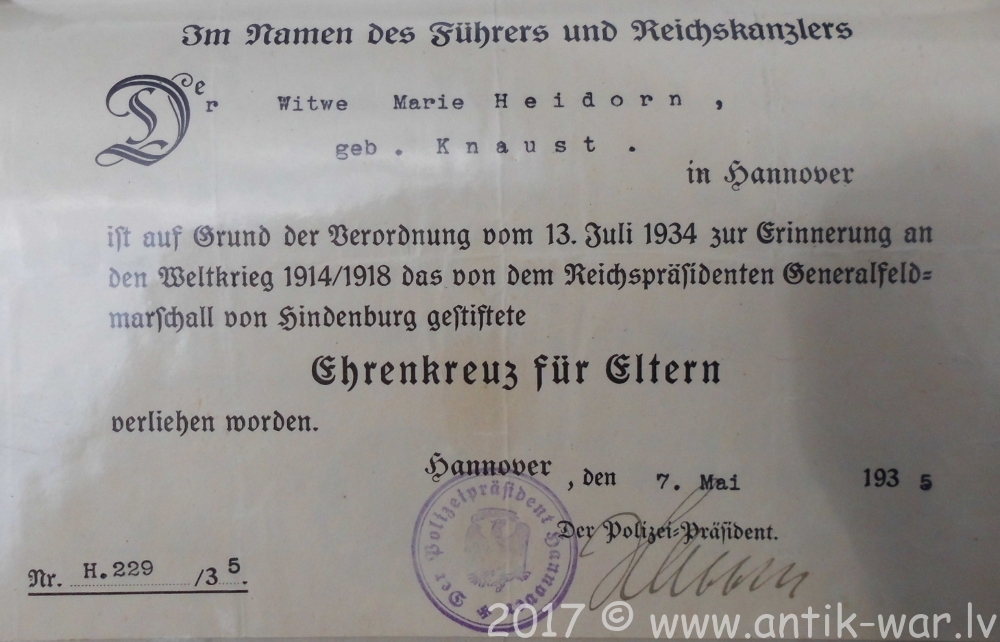 Im Namen des Führers und Reichskanzlers
Der Witwe Marie Heidorn,
geb. Knaust.
in Hannover
ist auf Grund der Verordnung vom 13. Juli 1934 zur Erinnerung an
den Weltkrieg 1914/1918 das von dem Reichspräsidenten Generalfeld=
marschall von Hindenburg gestiftete
Ehrenkreuz für Eltern
verliehen worden.
Hannover, den 7. Mai 1935
Der Polizeipräsident Hannover
Der Polizei=Präsident.
Nr. H.229 /35.
2017 © www.antik-war.lv